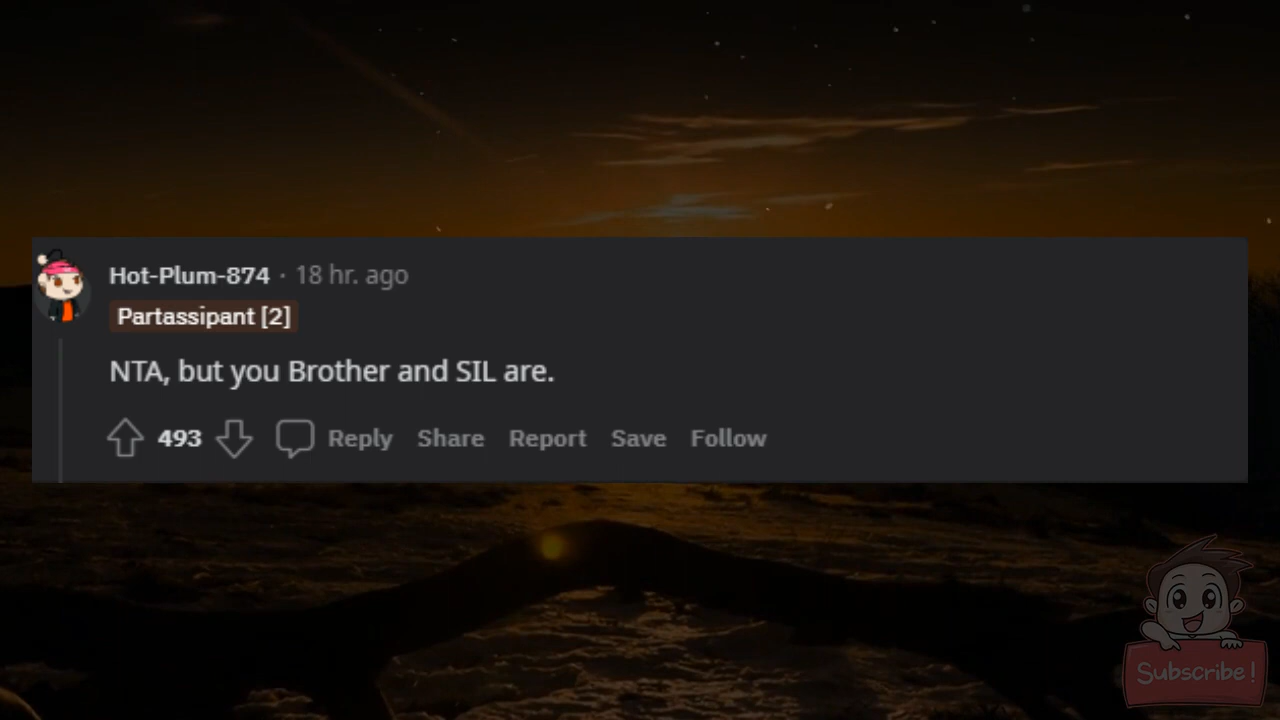 Hot-Plum-874 · 18 hr. ago
Partassipant [2]
NTA, but you Brother and SIL are.
493 Reply Share Report Save Follow
Subscribe!